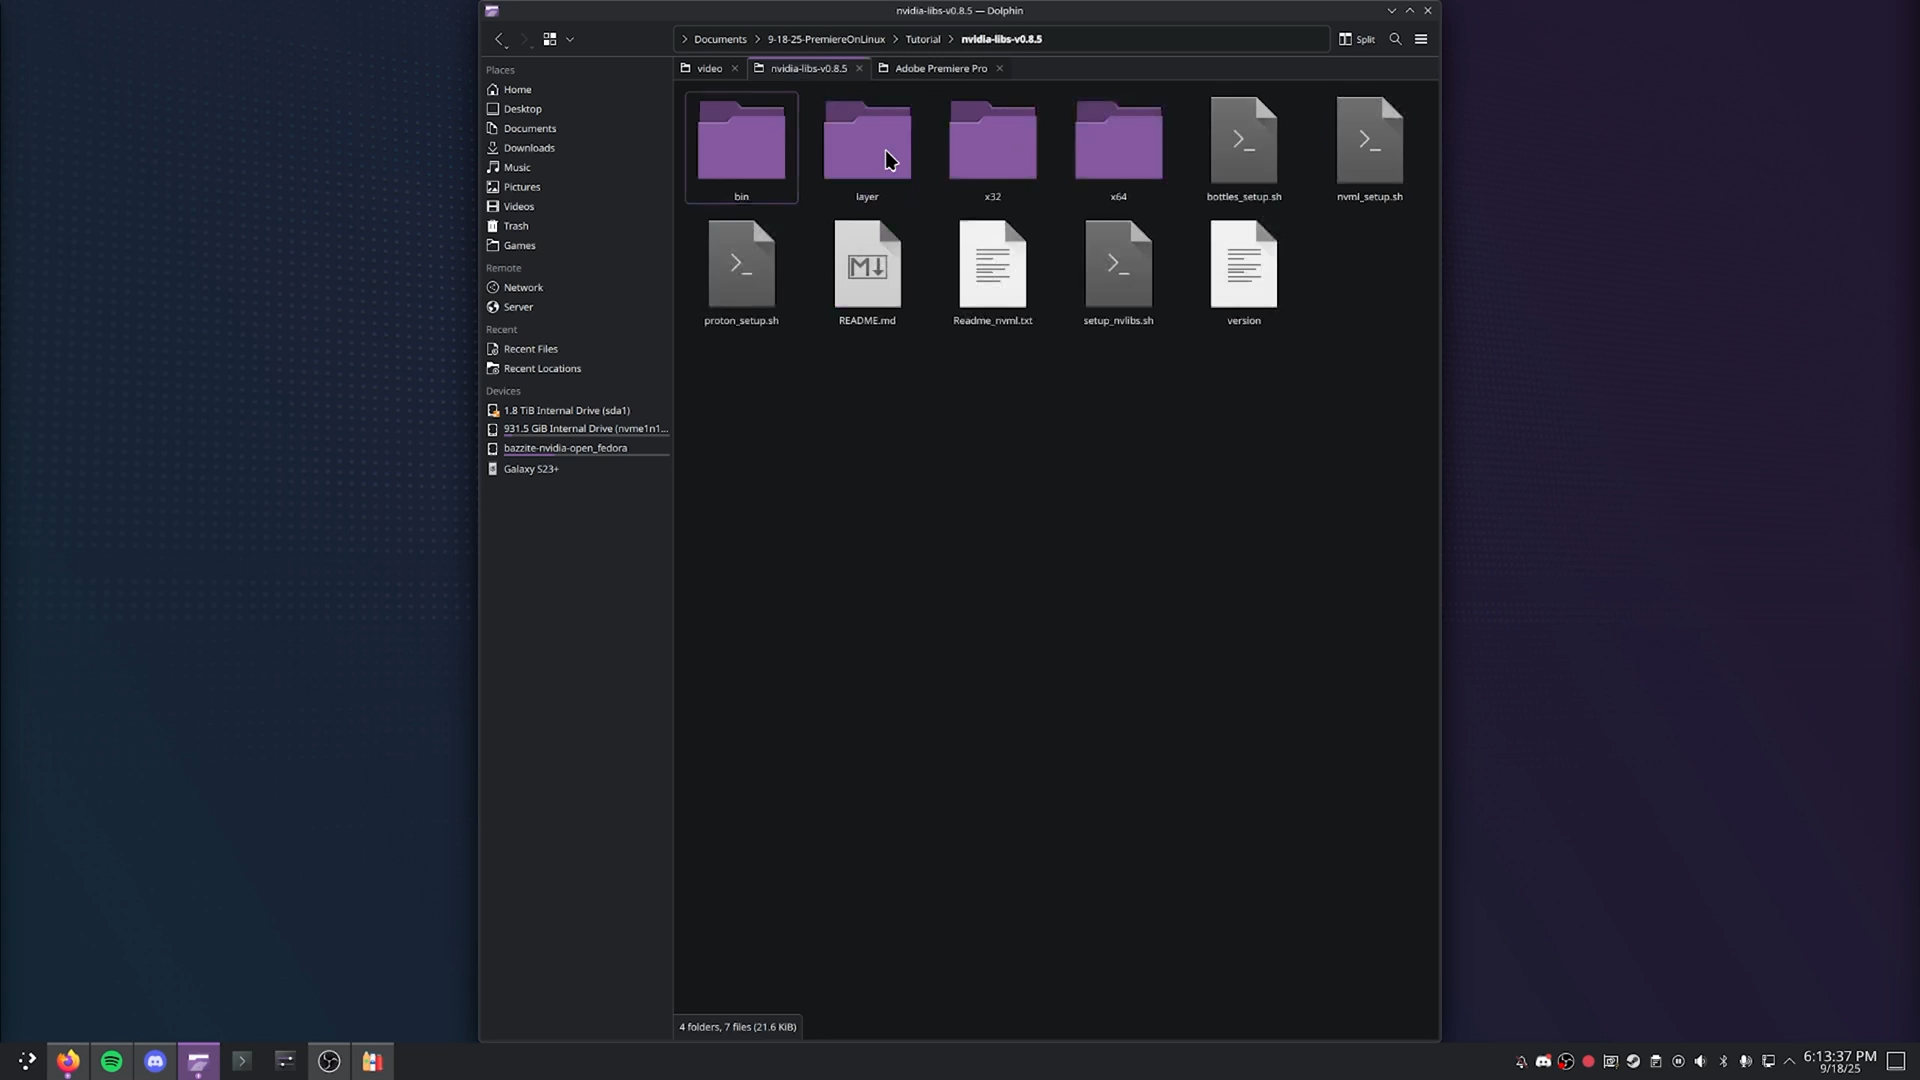 nvidia-libs-v0.8.5 — Dolphin
Documents
9-18-25-PremiereOnLinux
Tutorial
nvidia-libs-v0.8.5
Split
video
nvidia-libs-v0.8.5
Adobe Premiere Pro
Places
Home
Desktop
Documents
Downloads
Music
Pictures
Videos
Trash
Games
Remote
Network
Server
Recent
Recent Files
Recent Locations
Devices
1.8 TiB Internal Drive (sda1)
931.5 GiB Internal Drive (nvme1n1...
bazzite-nvidia-open_fedora
Galaxy S23+
bin
layer
x32
x64
bottles_setup.sh
nvml_setup.sh
proton_setup.sh
README.md
Readme_nvml.txt
setup_nvlibs.sh
version
4 folders, 7 files (21.6 KiB)
6:13:37 PM
9/18/25